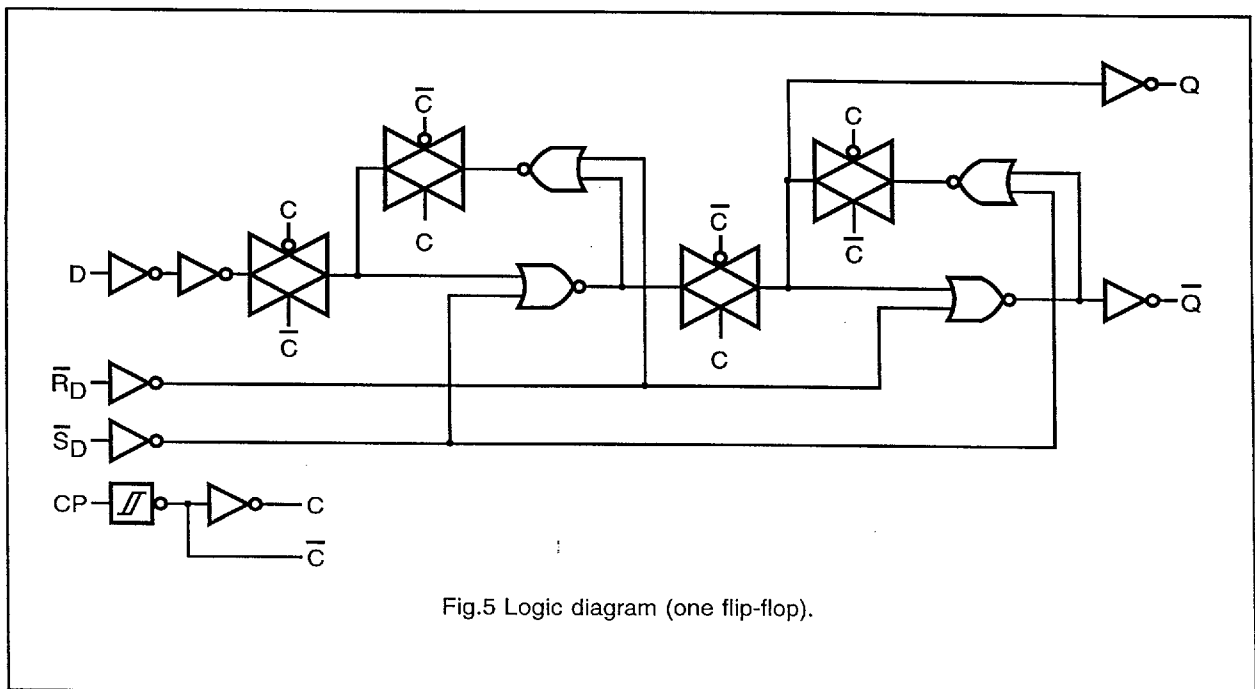 C̅
Q
C
C
C
C̅
D
C̅
C̅
C
Q̅
R̅D
S̅D
CP
C
C̅
Fig.5 Logic diagram (one flip-flop).